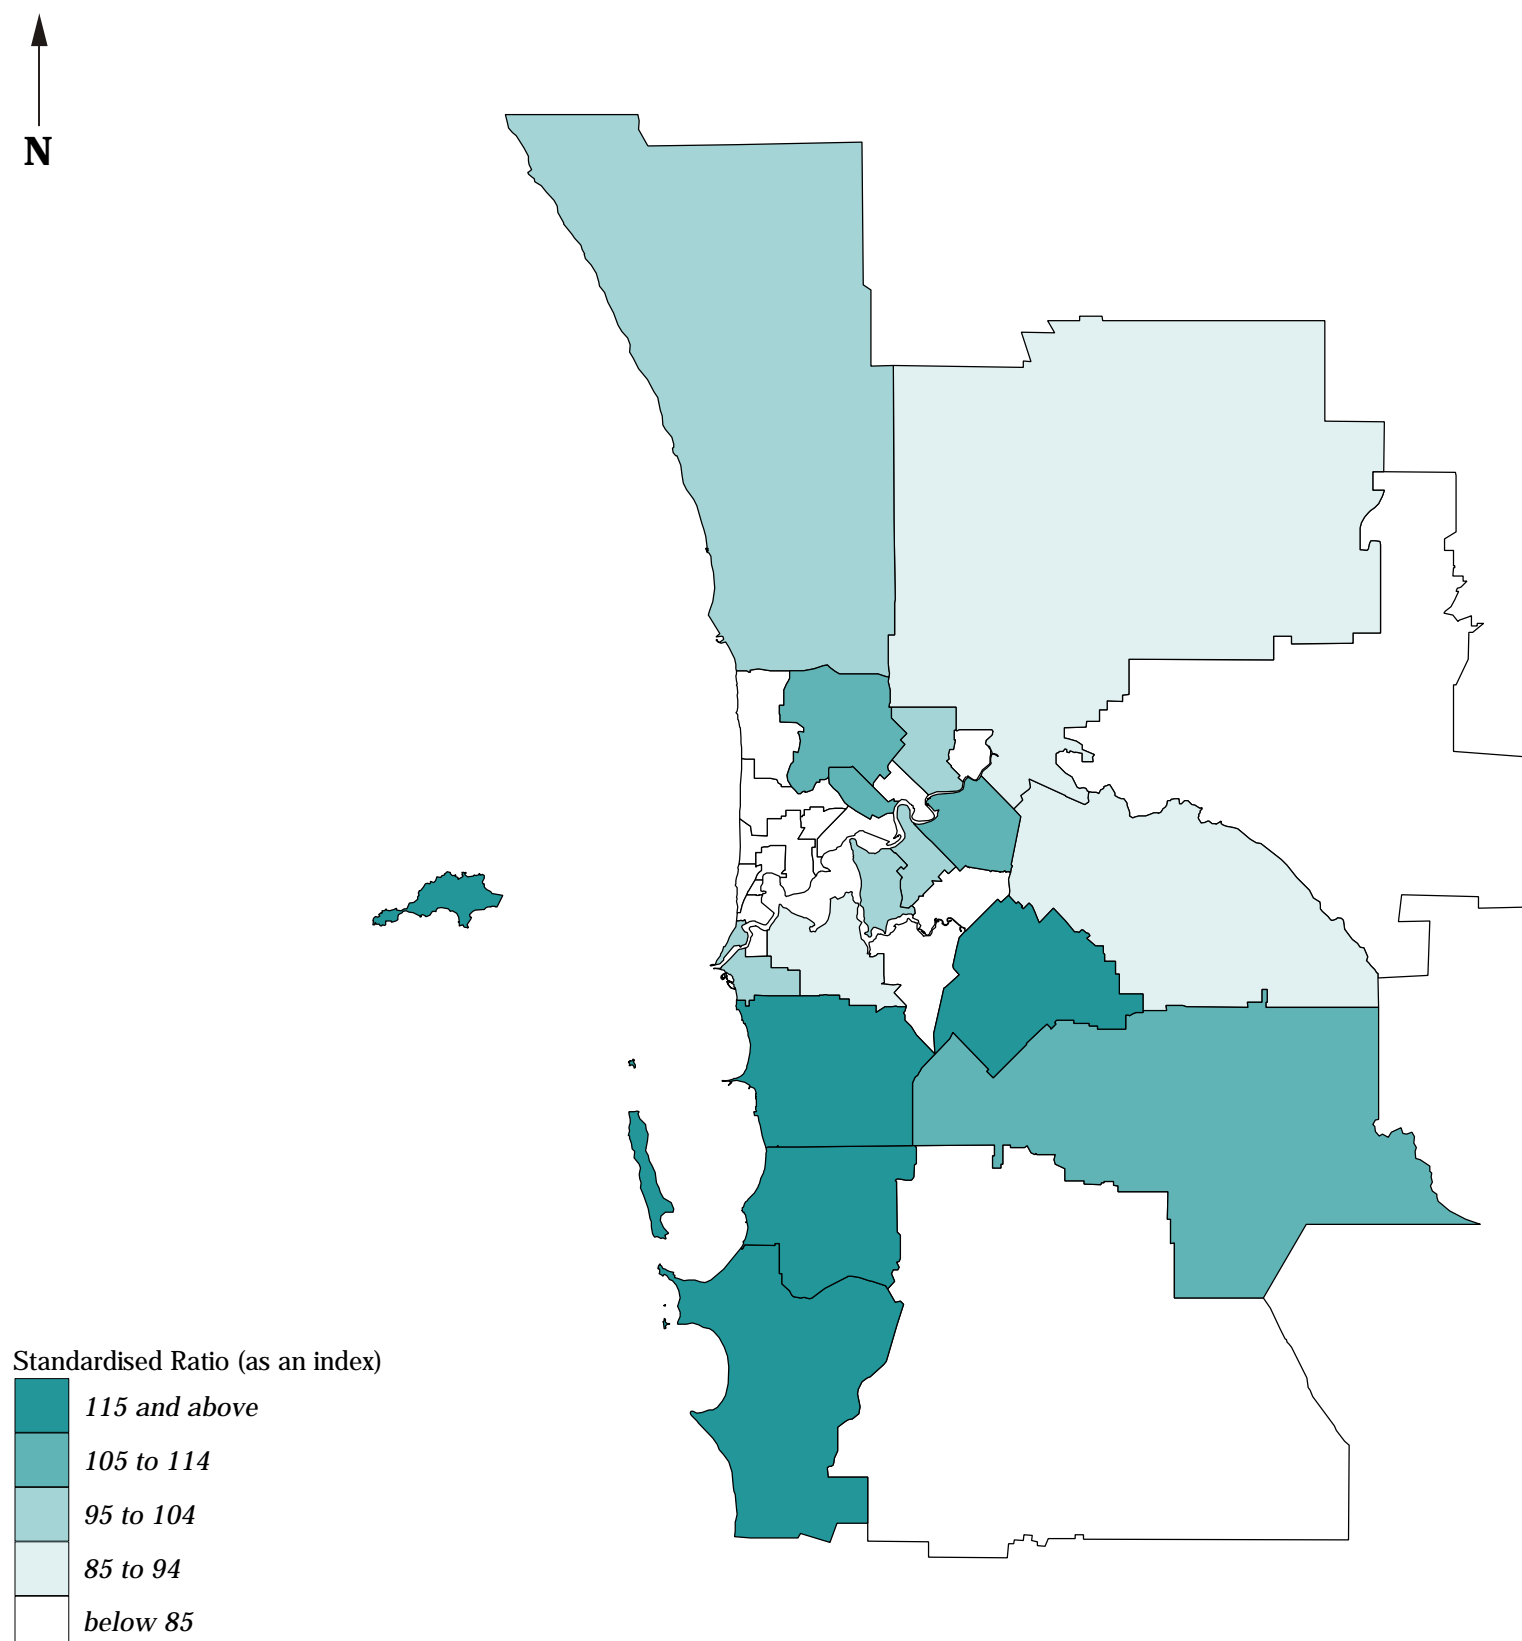 N
Standardised Ratio (as an index)
115 and above
105 to 114
95 to 104
85 to 94
below 85